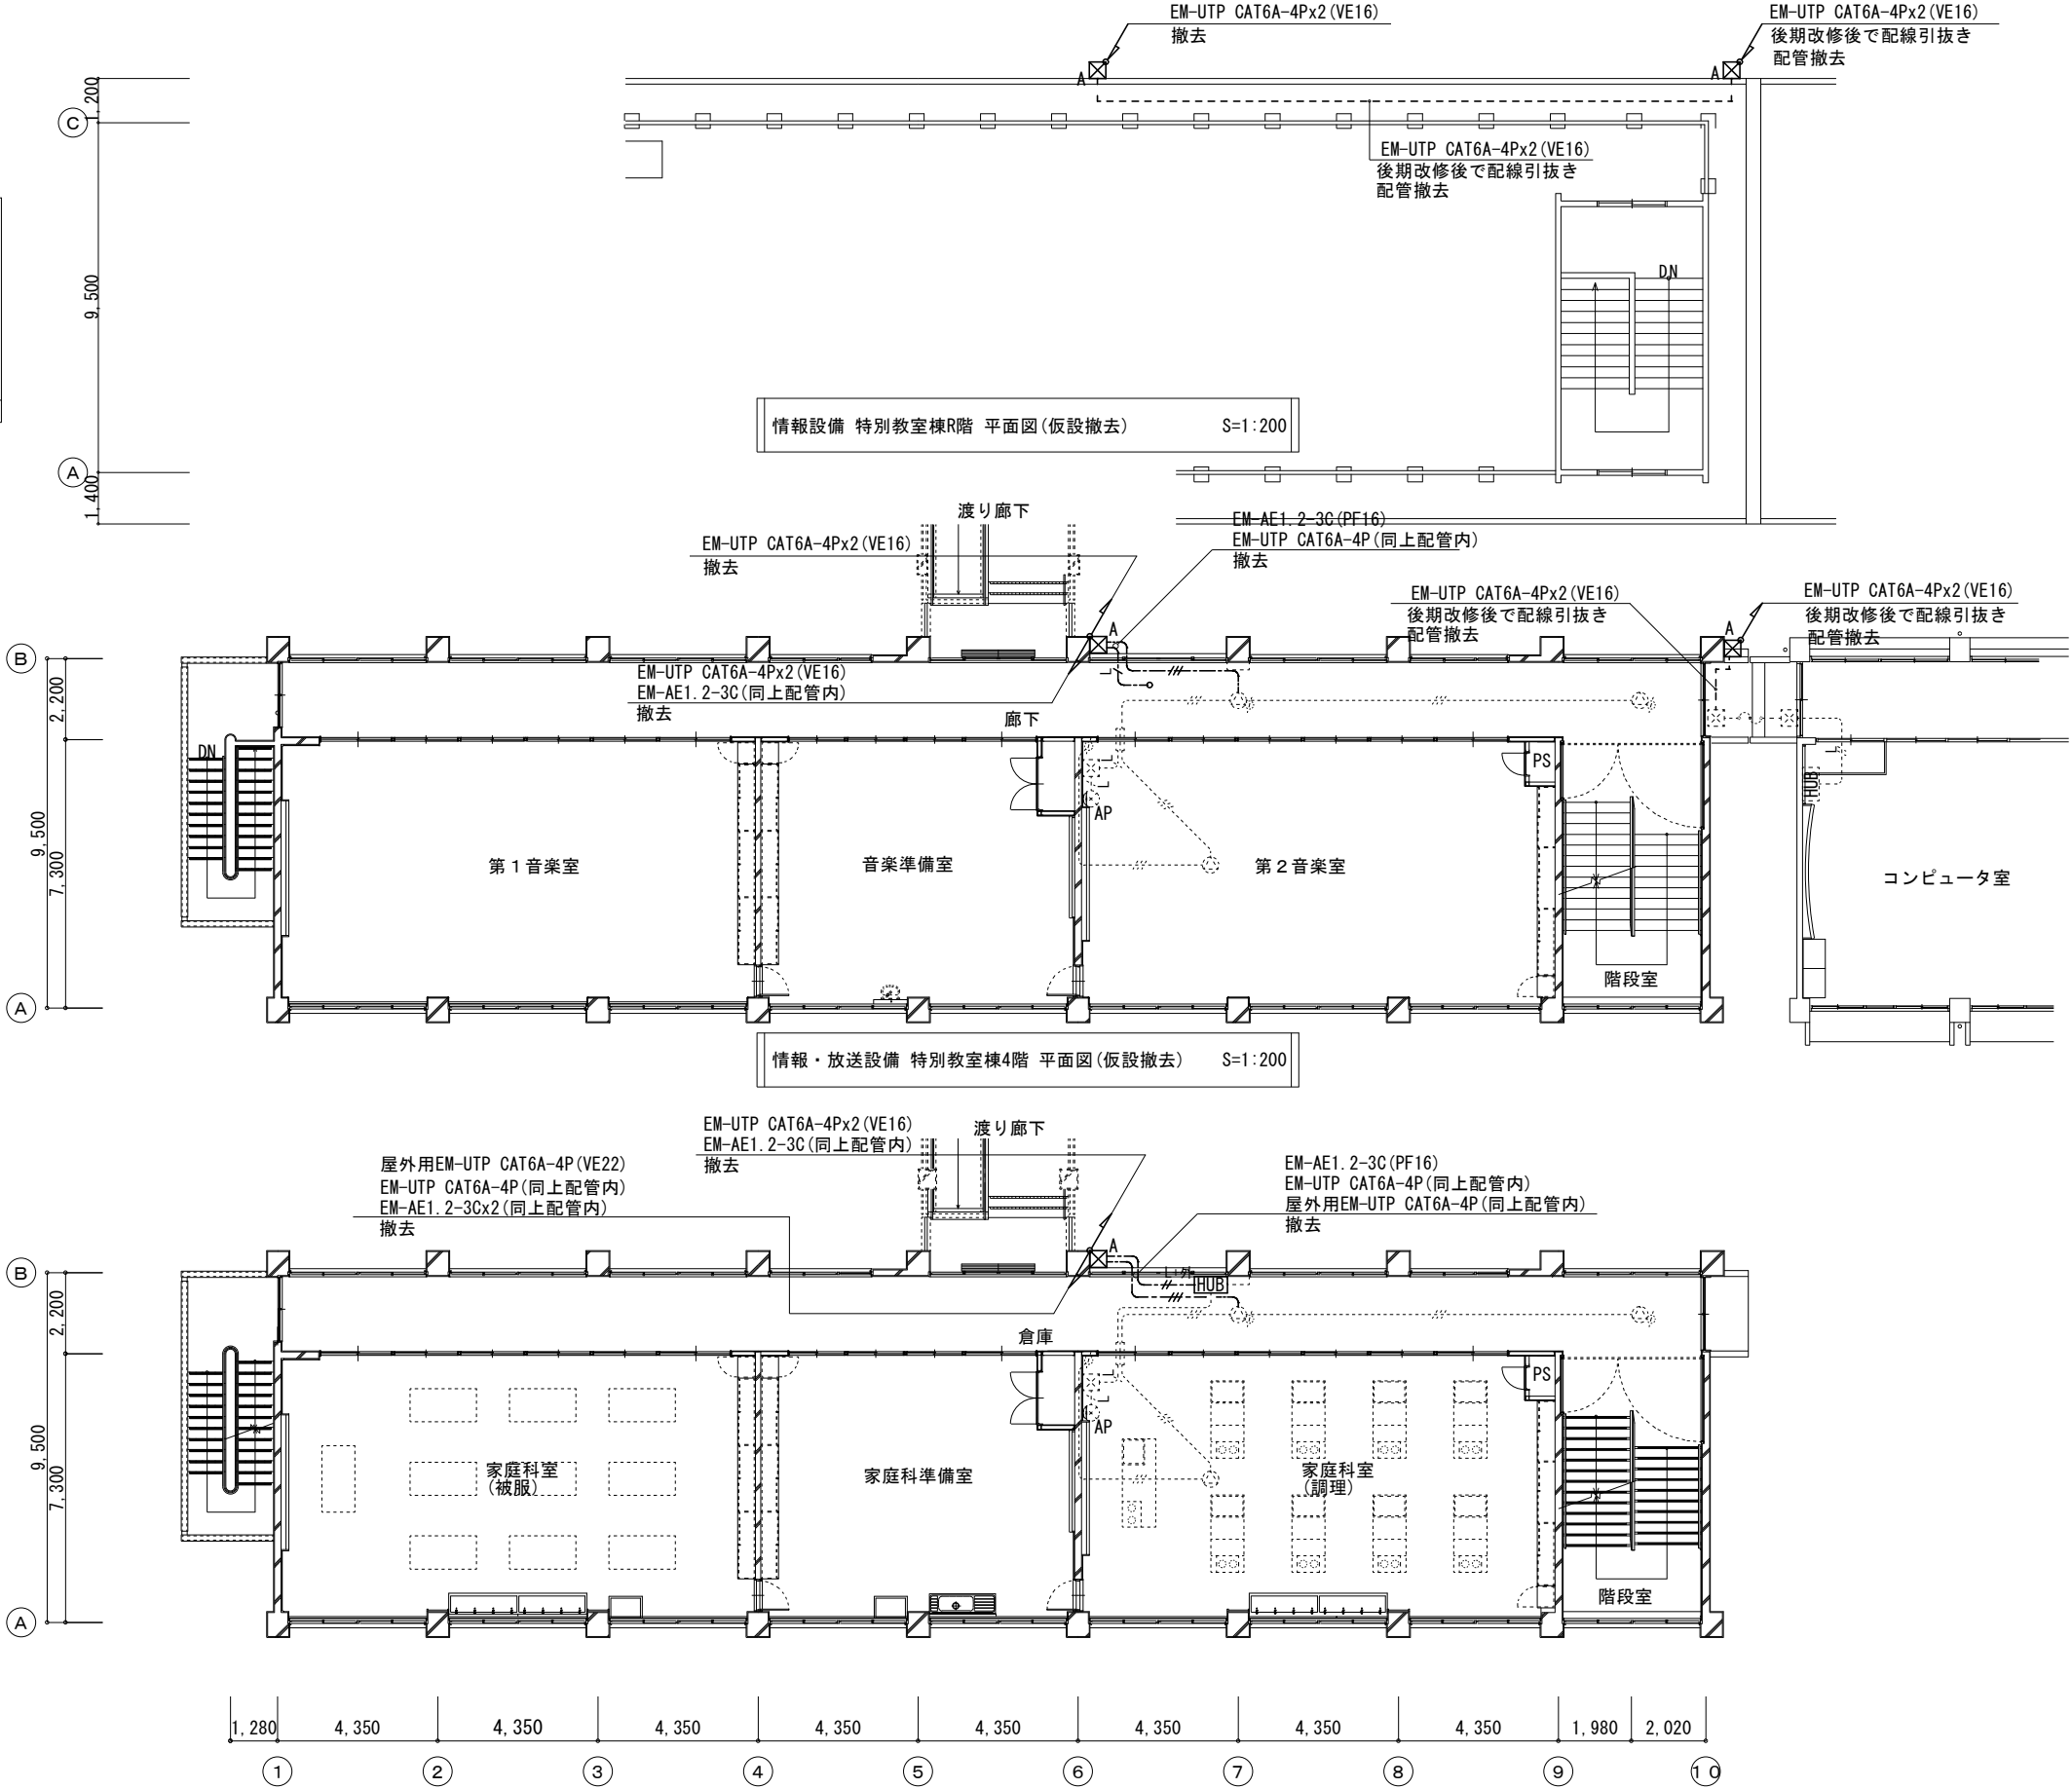 EM-UTP CAT6A-4Px2(VE16)
撤去
EM-UTP CAT6A-4Px2(VE16)
後期改修後で配線引抜き
配管撤去
A
A
1,200
C
EM-UTP CAT6A-4Px2(VE16)
後期改修後で配線引抜き
配管撤去
9,500
DN
情報設備 特別教室棟R階 平面図(仮設撤去) S=1:200
A
1,400
渡り廊下
EM-UTP CAT6A-4Px2(VE16)
撤去
EM-AE1.2-3C(PF16)
EM-UTP CAT6A-4P(同上配管内)
撤去
EM-UTP CAT6A-4Px2(VE16)
後期改修後で配線引抜き
配管撤去
EM-UTP CAT6A-4Px2(VE16)
後期改修後で配線引抜き
配管撤去
A
A
B
EM-UTP CAT6A-4Px2(VE16)
EM-AE1.2-3C(同上配管内)
撤去
L
2,200
廊下
DN
PS
L
L
L
HUB
AP
9,500
7,300
第1音楽室
音楽準備室
第2音楽室
コンピュータ室
階段室
A
情報・放送設備 特別教室棟4階 平面図(仮設撤去) S=1:200
EM-UTP CAT6A-4Px2(VE16)
EM-AE1.2-3C(同上配管内)
撤去
渡り廊下
屋外用EM-UTP CAT6A-4P(VE22)
EM-UTP CAT6A-4P(同上配管内)
EM-AE1.2-3Cx2(同上配管内)
撤去
EM-AE1.2-3C(PF16)
EM-UTP CAT6A-4P(同上配管内)
屋外用EM-UTP CAT6A-4P(同上配管内)
撤去
A
B
L+外
HUB
2,200
倉庫
PS
L
L
AP
9,500
7,300
家庭科室
(被服)
家庭科準備室
家庭科室
(調理)
階段室
A
1,280
4,350
4,350
4,350
4,350
4,350
4,350
4,350
4,350
1,980
2,020
1
2
3
4
5
6
7
8
9
10